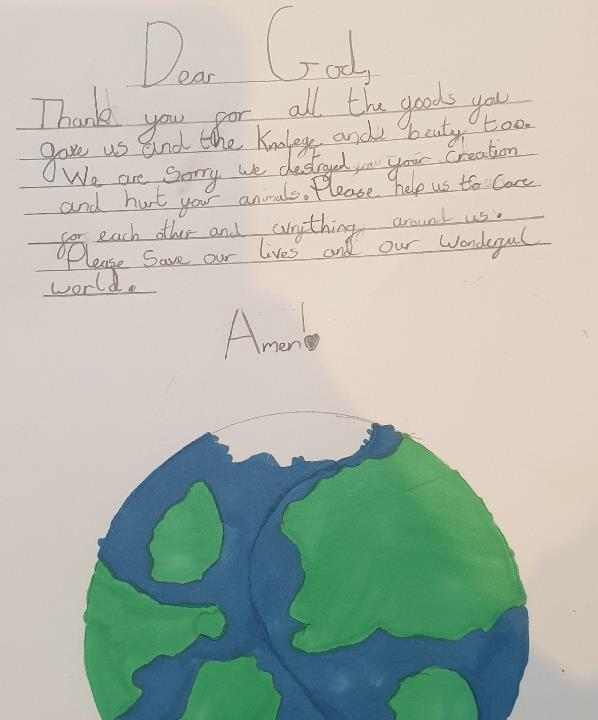 Dear God,
Thank you for all the goods you
gave us and the Knolege and beuty too.
We are sorry we destroyed your creation
and hurt your animals. Please help us to care
for each other and evrything around us.
Please Save our lives and our Wonderful
world.
Amen!